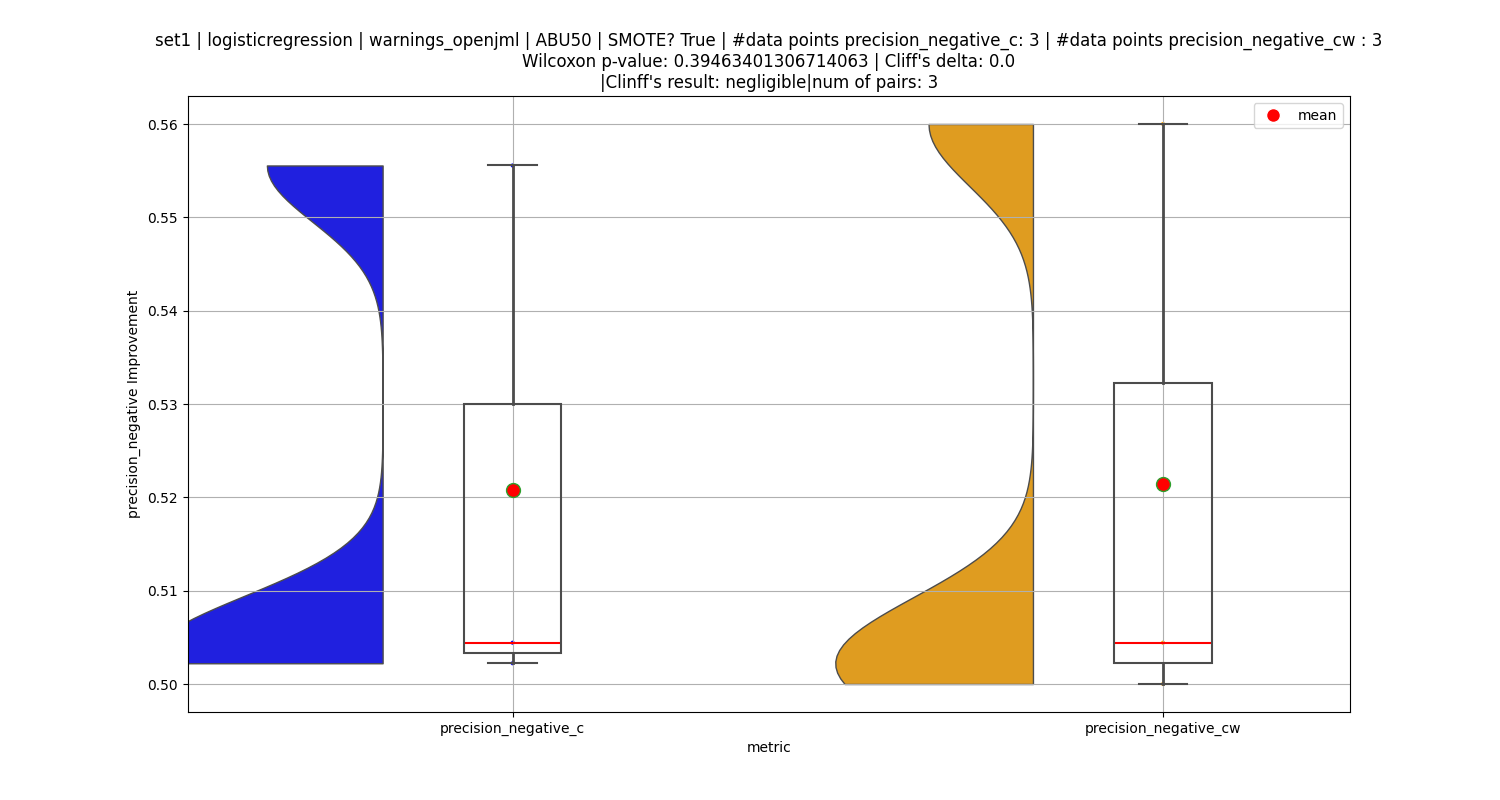 set1 | logisticregression | warnings_openjml | ABU50 | SMOTE? True | #data points precision_negative_c: 3 | #data points precision_negative_cw : 3
Wilcoxon p-value: 0.39463401306714063 | Cliff's delta: 0.0
|Clinff's result: negligible|num of pairs: 3
mean
0.56
0.55
0.54
0.53
0.52
0.51
0.50
precision_negative Improvement
precision_negative_c
precision_negative_cw
metric